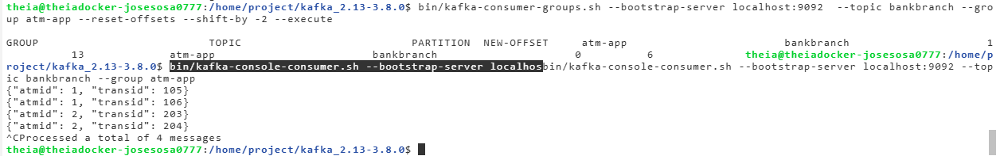 theia@theiadocker-josesosa0777:/home/project/kafka_2.13-3.8.0$ bin/kafka-consumer-groups.sh --bootstrap-server localhost:9092  --topic bankbranch --gro
up atm-app --reset-offsets --shift-by -2 --execute
GROUP                          TOPIC                          PARTITION  NEW-OFFSET     atm-app                        bankbranch                     1
          13             atm-app                        bankbranch                     0          6              theia@theiadocker-josesosa0777:/home/p
roject/kafka_2.13-3.8.0$ bin/kafka-console-consumer.sh --bootstrap-server localhosbin/kafka-console-consumer.sh --bootstrap-server localhost:9092 --top
ic bankbranch --group atm-app
{"atmid": 1, "transid": 105}
{"atmid": 1, "transid": 106}
{"atmid": 2, "transid": 203}
{"atmid": 2, "transid": 204}
^CProcessed a total of 4 messages
theia@theiadocker-josesosa0777:/home/project/kafka_2.13-3.8.0$